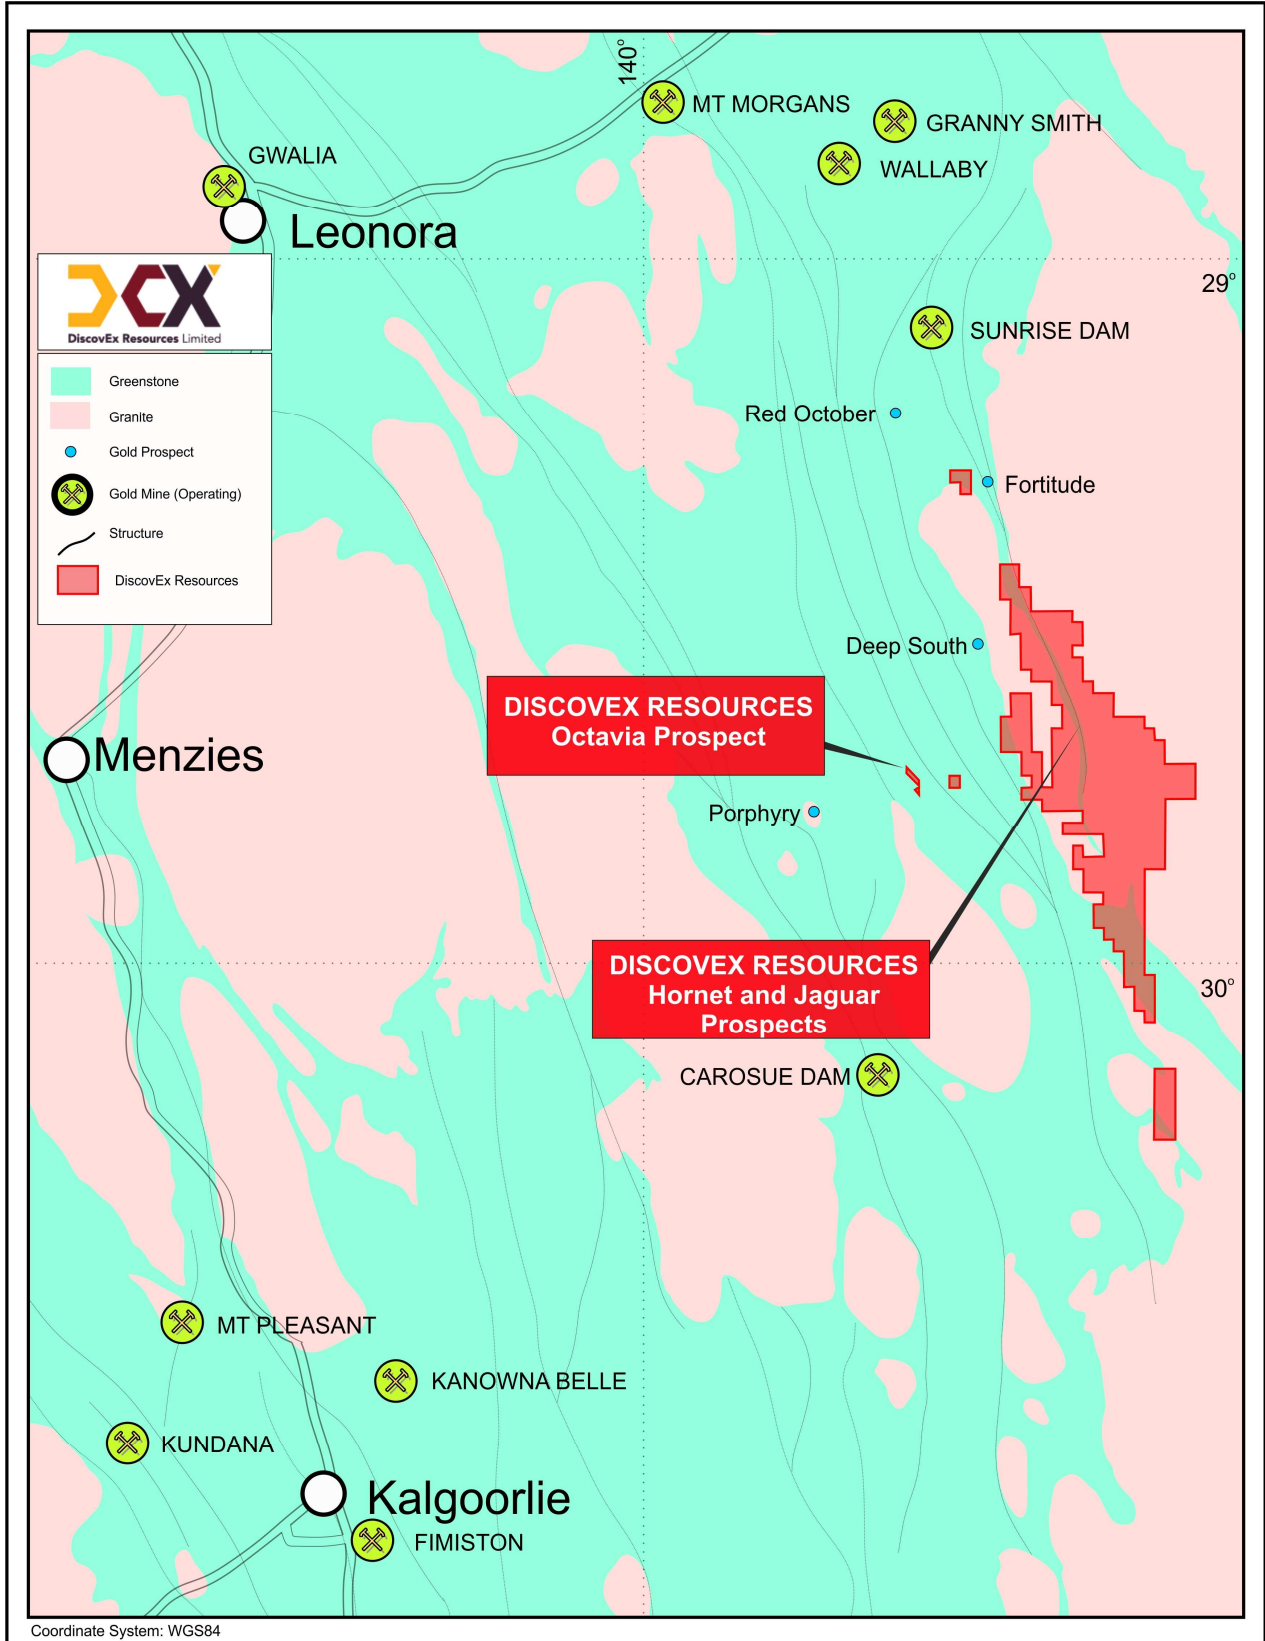 140°
MT MORGANS
GRANNY SMITH
GWALIA
WALLABY
Leonora
29°
DCX
DiscovEx Resources Limited
SUNRISE DAM
Greenstone
Granite
Gold Prospect
Gold Mine (Operating)
Structure
DiscovEx Resources
Red October
Fortitude
Deep South
DISCOVEX RESOURCES
Octavia Prospect
Menzies
Porphyry
DISCOVEX RESOURCES
Hornet and Jaguar
Prospects
30°
CAROSUE DAM
MT PLEASANT
KANOWNA BELLE
KUNDANA
Kalgoorlie
FIMISTON
Coordinate System: WGS84